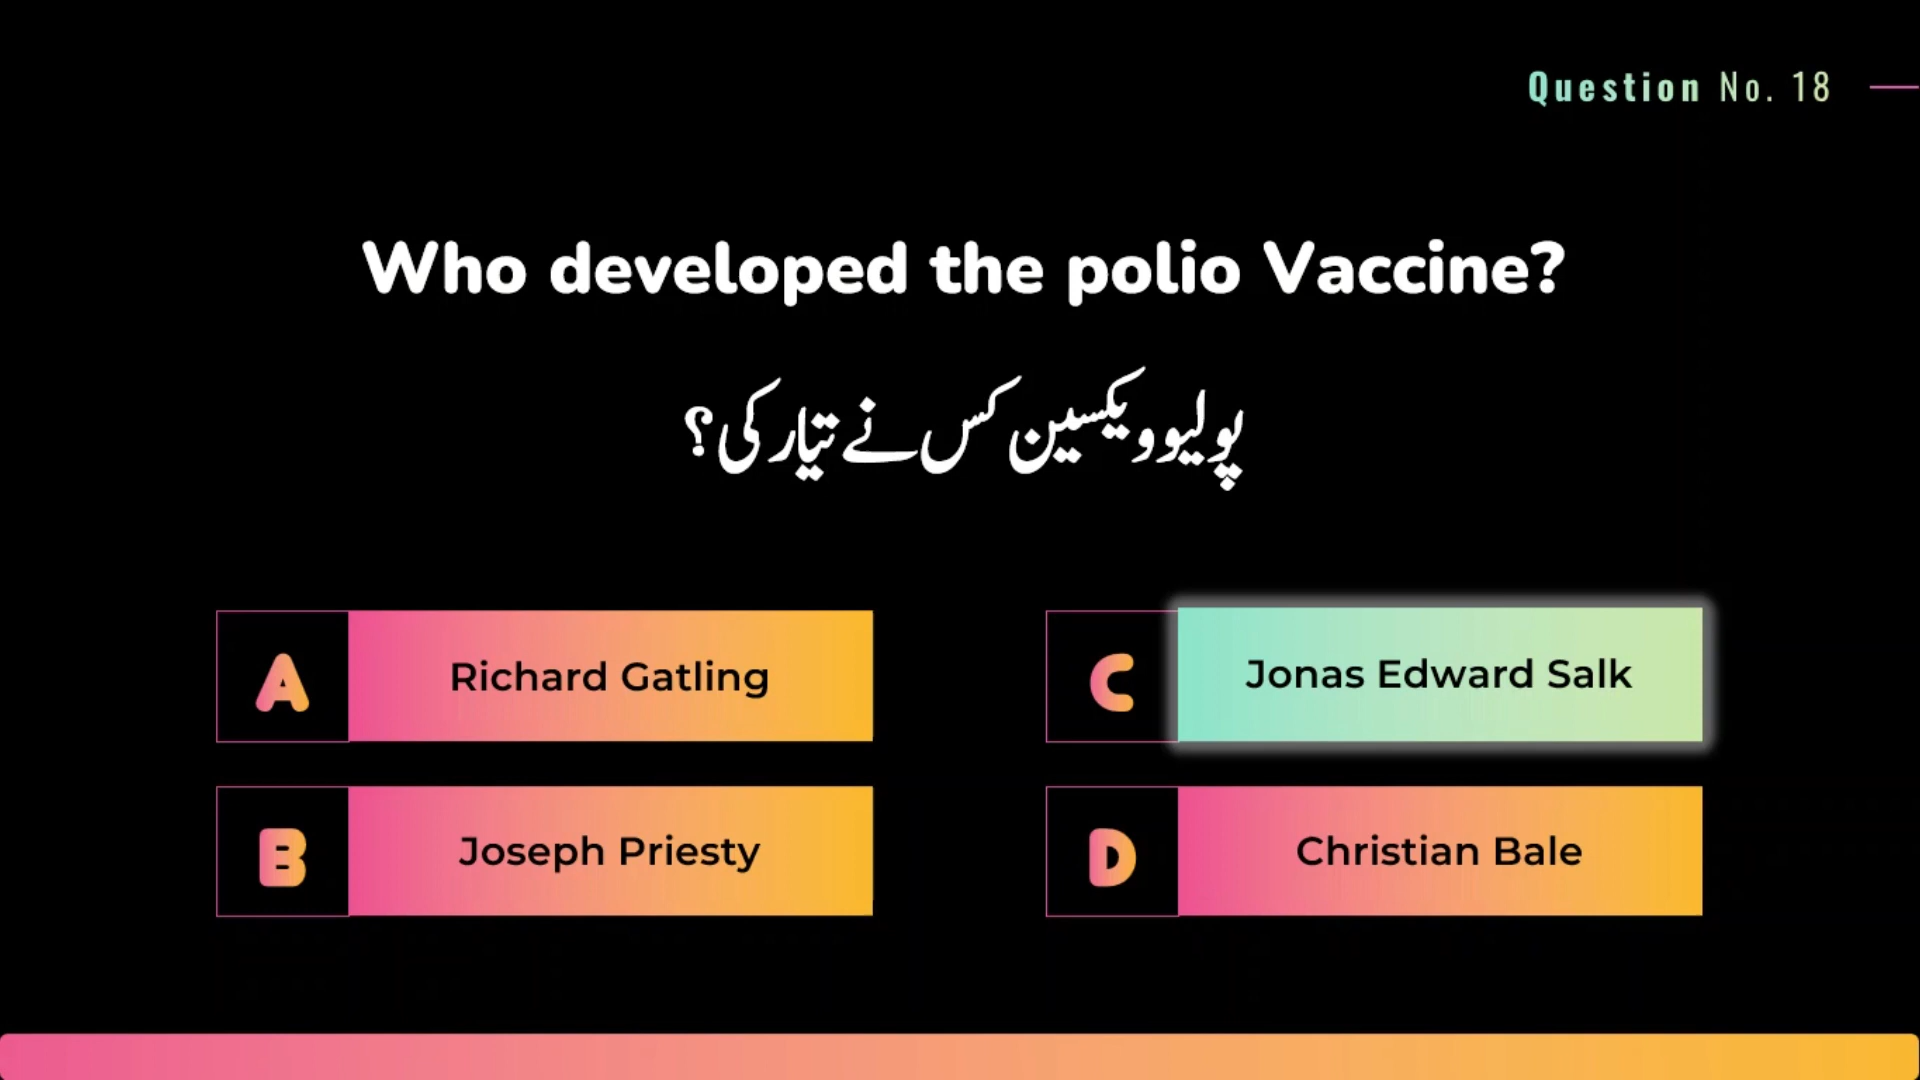 Question No. 18
Who developed the polio Vaccine?
پولیو ویکسین کس نے تیار کی؟
A Richard Gatling
B Joseph Priesty
C Jonas Edward Salk
D Christian Bale